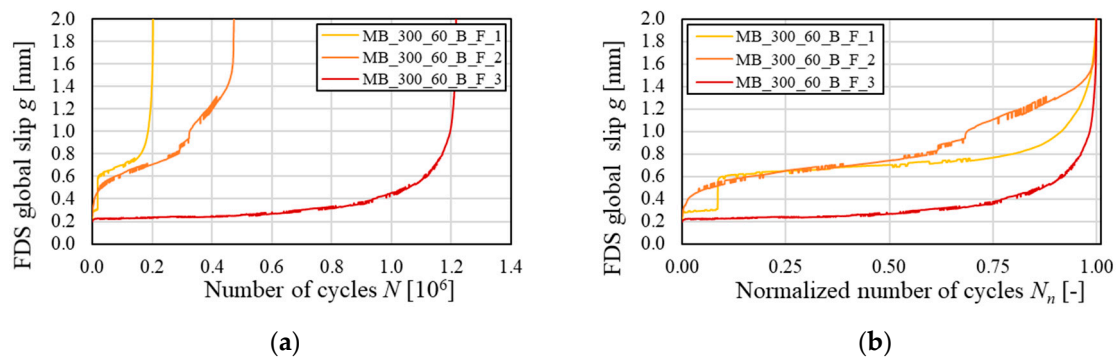 2.0
1.8
1.6
1.4
1.2
1.0
0.8
0.6
0.4
0.2
0.0
FDS global slip g [mm]
MB_300_60_B_F_1
MB_300_60_B_F_2
MB_300_60_B_F_3
0.0 0.2 0.4 0.6 0.8 1.0 1.2 1.4
Number of cycles N [10⁶]
(a)
2.0
1.8
1.6
1.4
1.2
1.0
0.8
0.6
0.4
0.2
0.0
FDS global slip g [mm]
MB_300_60_B_F_1
MB_300_60_B_F_2
MB_300_60_B_F_3
0.00 0.25 0.50 0.75 1.00
Normalized number of cycles Nₙ [-]
(b)